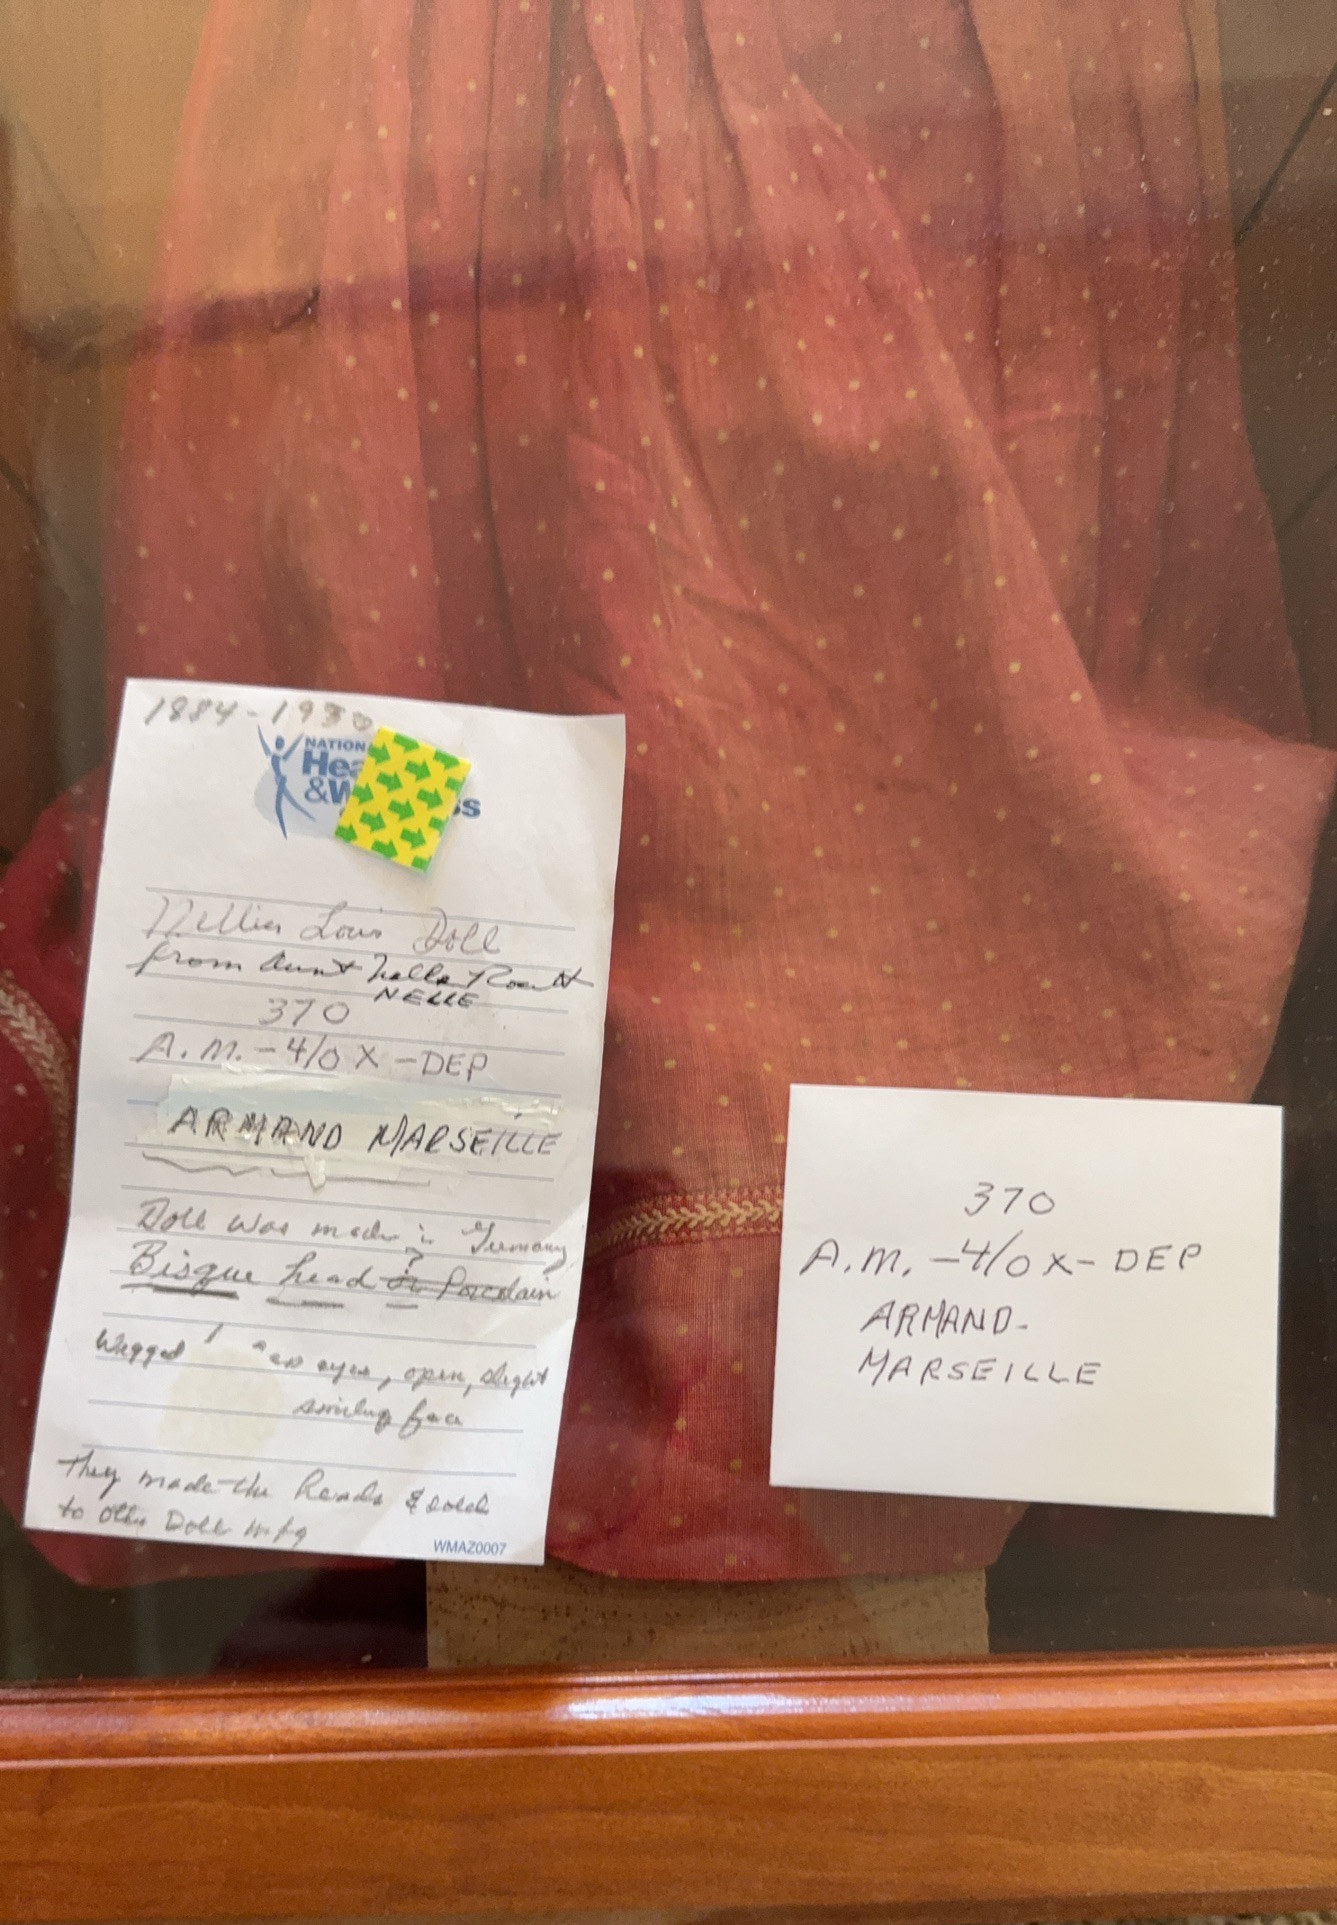 1884-1930
NATION
Hea
&W ss
Nellie Lois Doll
from Aunt Nelle
NELLE
370
A.M. -4/0 X -DEP
ARMAND MARSEILLE
Doll was made in Germany
?
Bisque head or Porcelain
Wigged eyes, open, slight
smiling face
They made the heads & sold
to other Doll mfg
WMAZ0007
370
A.M. -4/0 X- DEP
ARMAND-
MARSEILLE